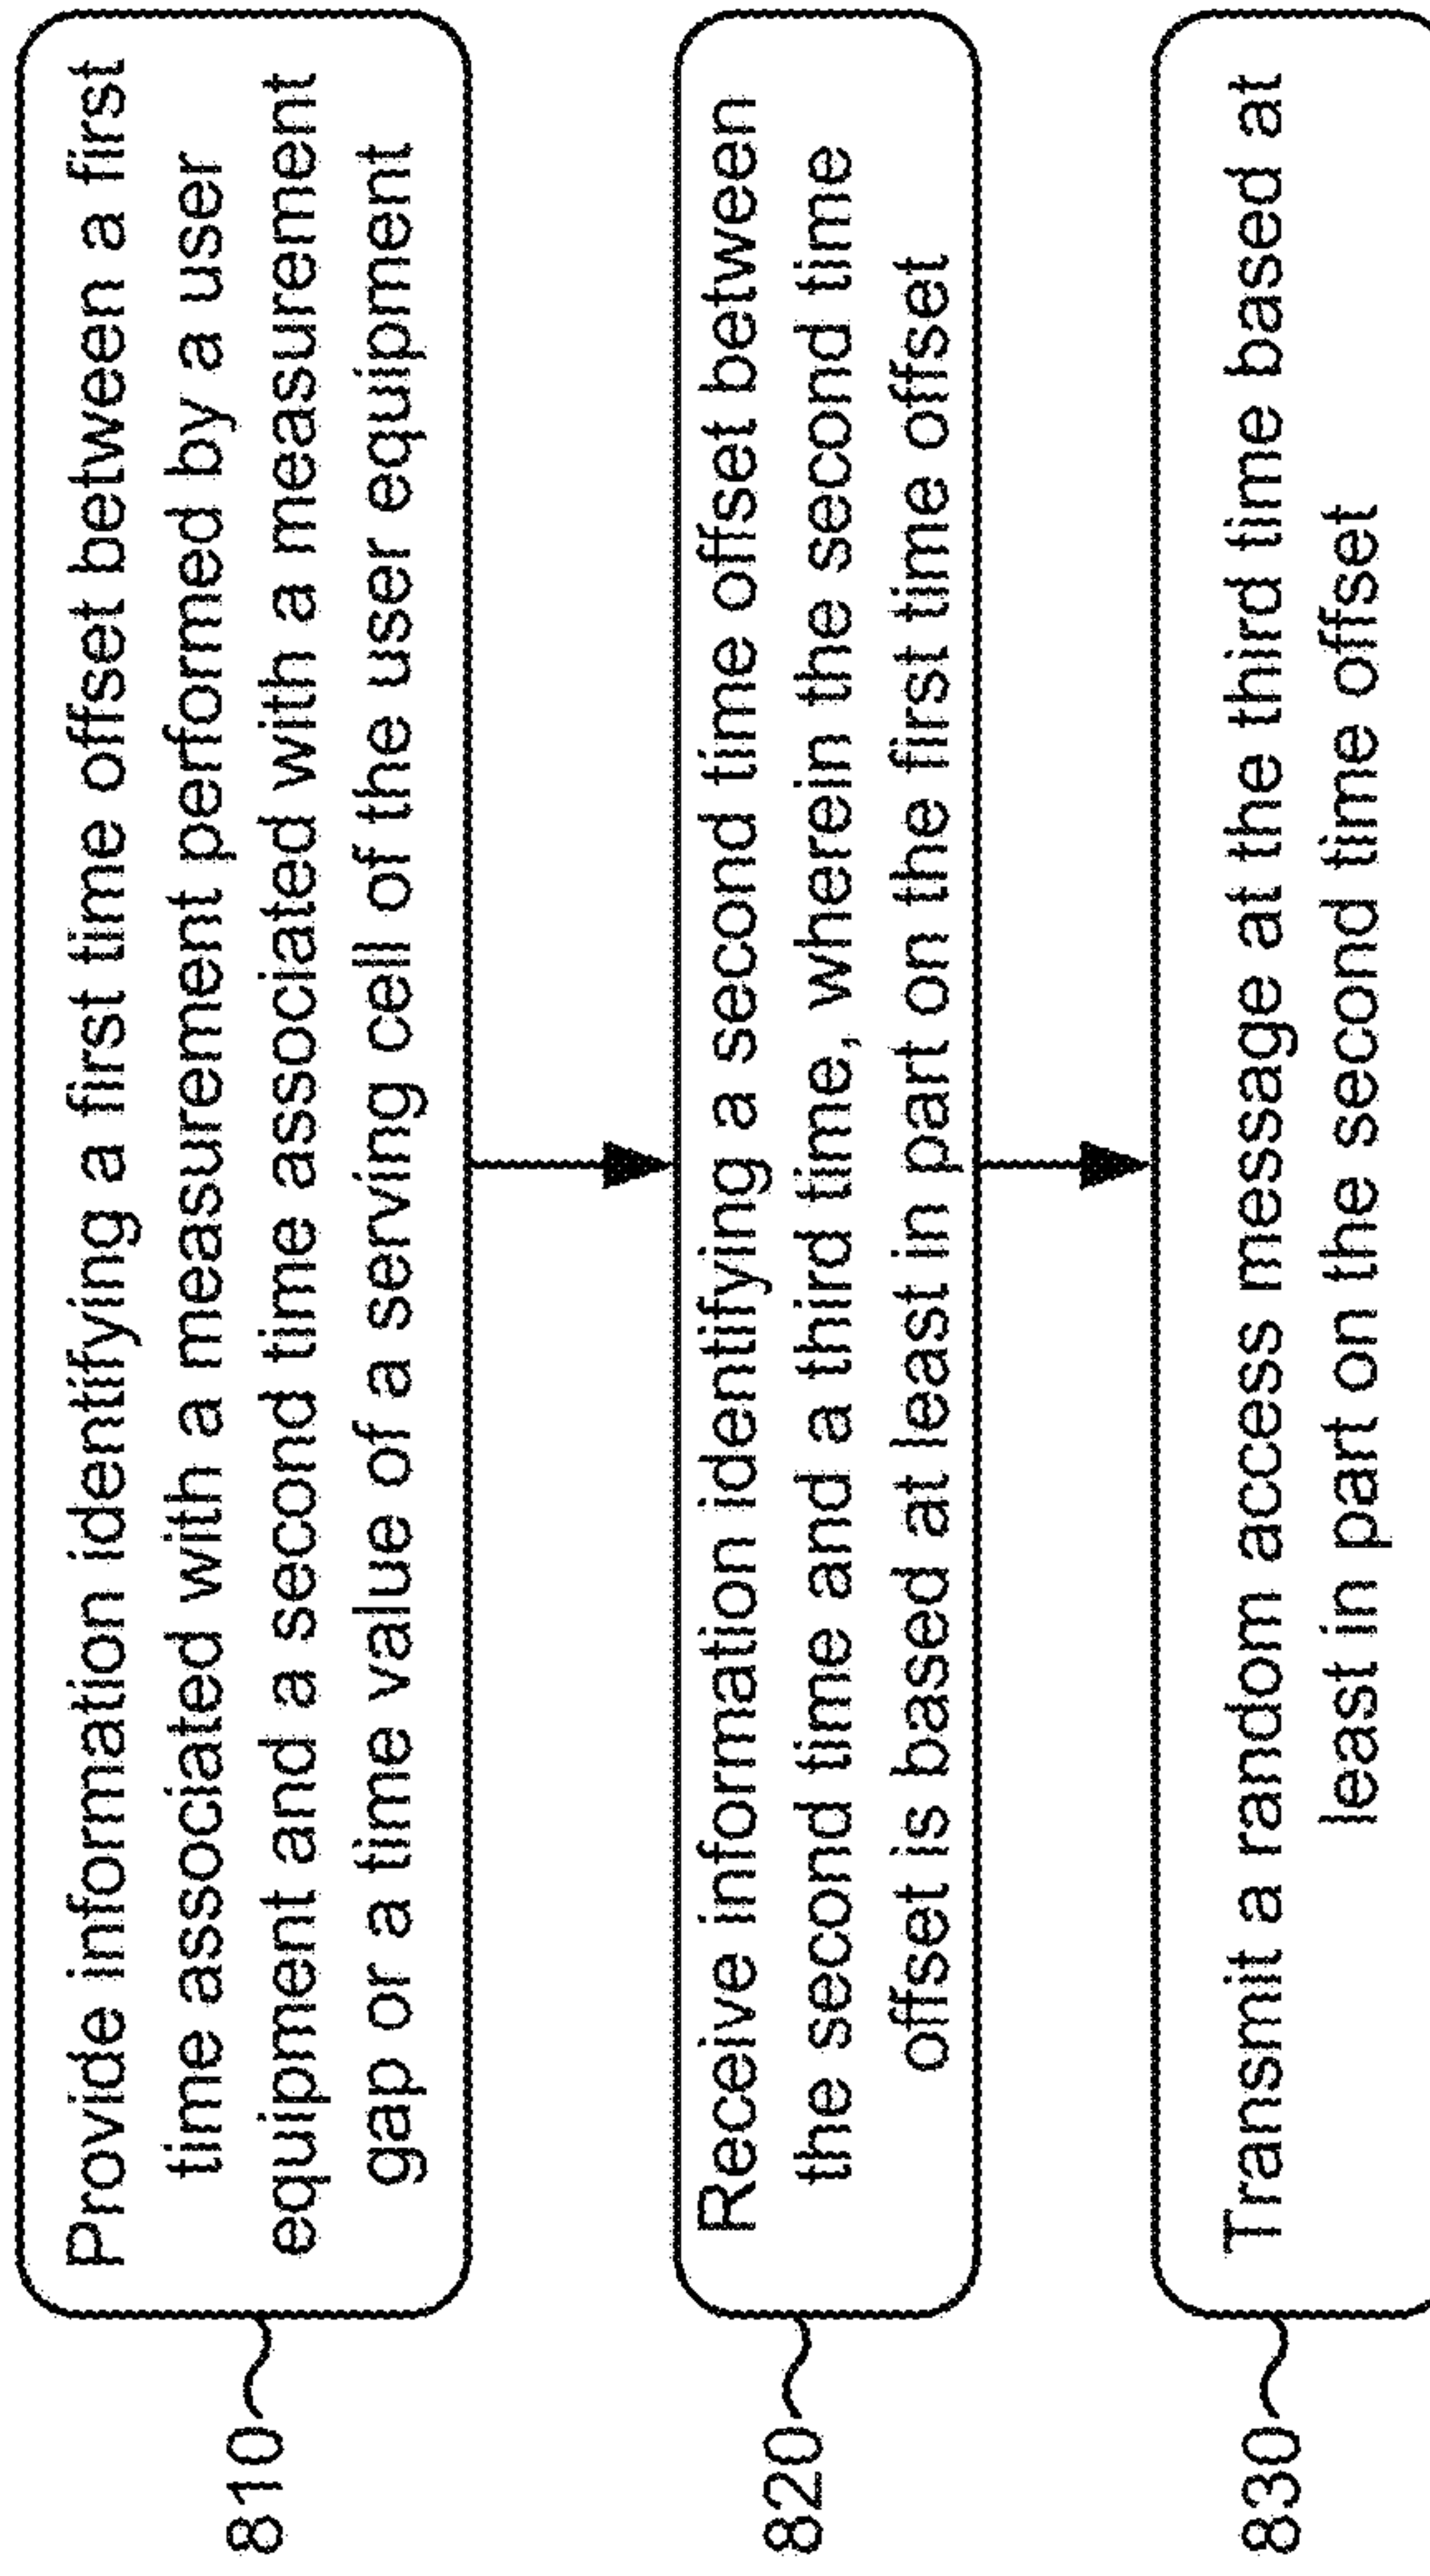 810
Provide information identifying a first time offset between a first
time associated with a measurement performed by a user
equipment and a second time associated with a measurement
gap or a time value of a serving cell of the user equipment
820
Receive information identifying a second time offset between
the second time and a third time, wherein the second time
offset is based at least in part on the first time offset
830
Transmit a random access message at the third time based at
least in part on the second time offset